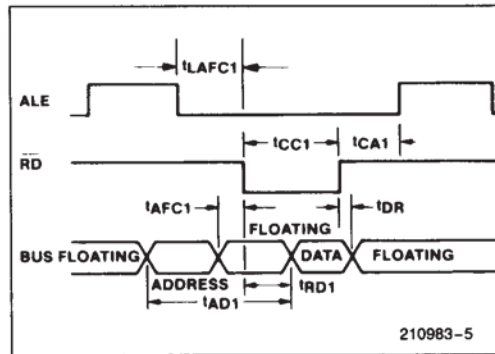 tLAFC1
ALE
tCC1 tCA1
RD
tAFC1 tDR
FLOATING
BUS FLOATING DATA FLOATING
ADDRESS tRD1
tAD1
210983-5